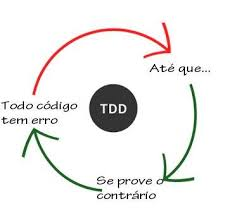 Até que...
TDD
Todo código
tem erro
Se prove o
contrário